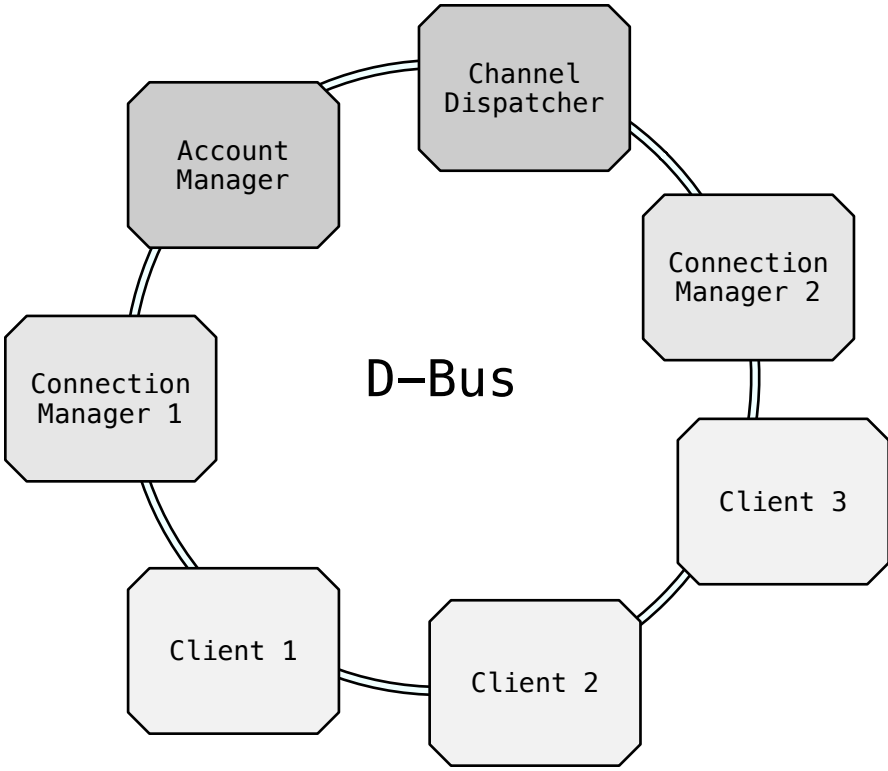 Channel
Dispatcher
Account
Manager
Connection
Manager 2
D-Bus
Connection
Manager 1
Client 3
Client 1
Client 2